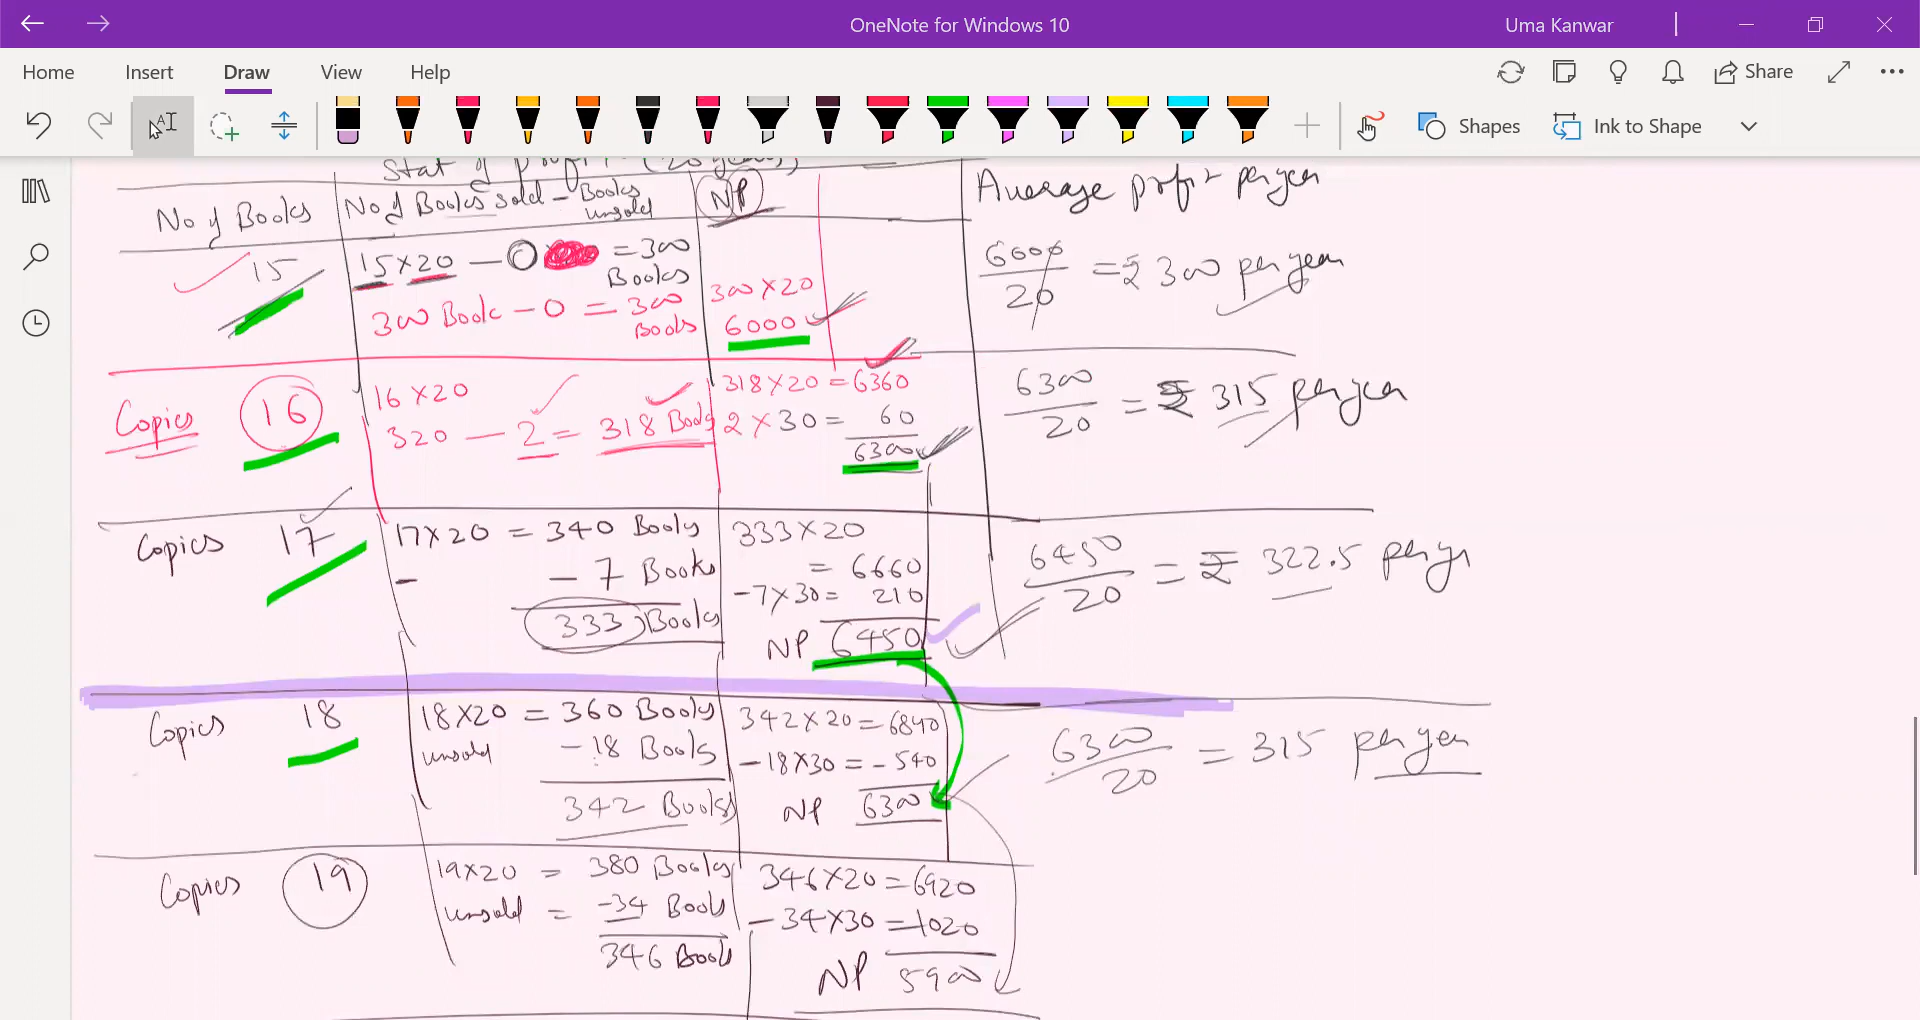 OneNote for Windows 10
Uma Kanwar
Home Insert Draw View Help
Share
Shapes
Ink to Shape
Stat of profit (20 years)
No of Books
No of Books sold - Books unsold
NP
Average profit per year
15
15 × 20 — 0 = 300 Books
300 Book - 0 = 300 Books
300 × 20
6000
6000
20
= ₹ 300 per year
Copies 16
16 × 20
320 — 2 = 318 Books
318 × 20 = 6360
2 × 30 = 60
6300
6300
20
= ₹ 315 per year
Copies 17
17 × 20 = 340 Books
- - 7 Books
333 Books
333 × 20
= 6660
- 7 × 30 = 210
NP 6450
6450
20
= ₹ 322.5 per yr
Copies 18
18 × 20 = 360 Books
unsold - 18 Books
342 Books
342 × 20 = 6840
- 18 × 30 = - 540
NP 6300
6300
20
= 315 per year
Copies 19
19 × 20 = 380 Books
unsold = - 34 Books
346 Books
346 × 20 = 6920
- 34 × 30 = 1020
NP 5900